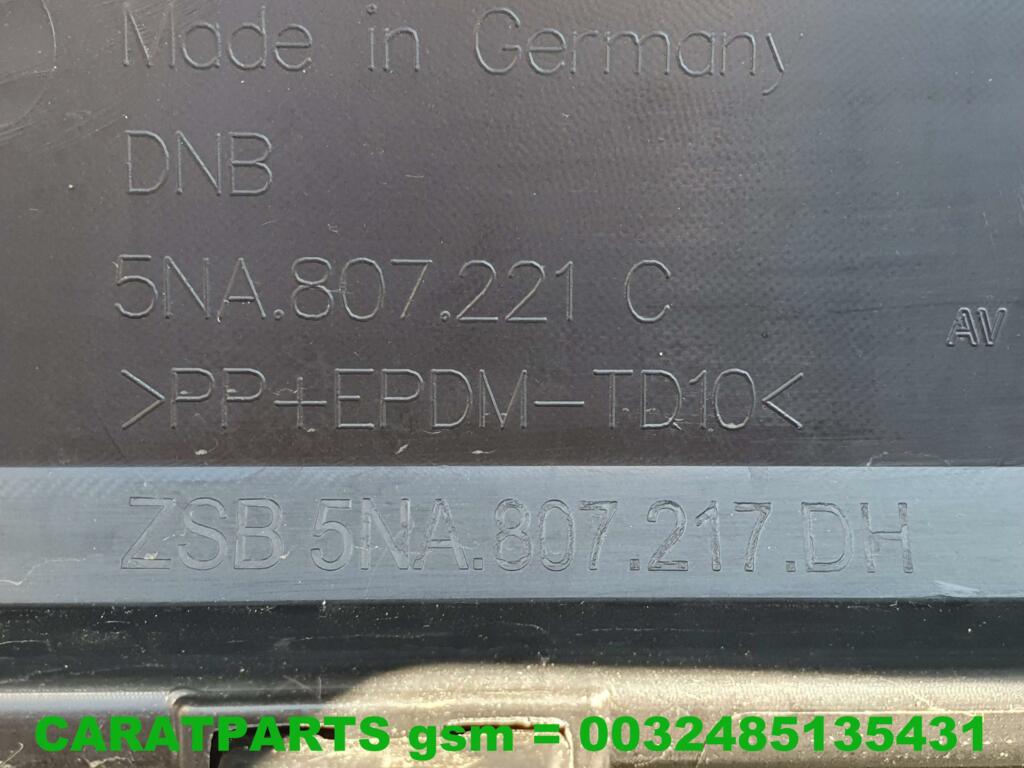 Made in Germany
DNB
5NA.807.221 C
AV
>PP+EPDM-TD10<
ZSB 5NA.807.217.DH
CARATPARTS gsm = 0032485135431